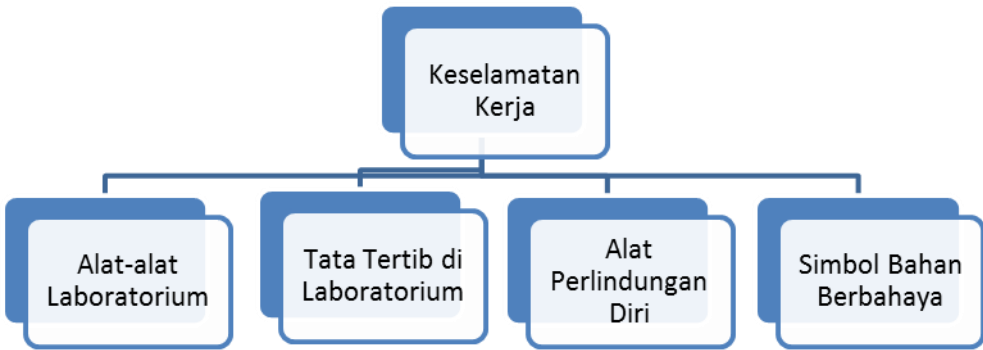 Keselamatan
Kerja
Alat-alat
Laboratorium
Tata Tertib di
Laboratorium
Alat
Perlindungan
Diri
Simbol Bahan
Berbahaya